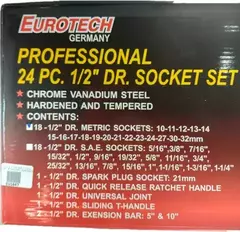 EUROTECH
GERMANY
PROFESSIONAL
24 PC. 1/2" DR. SOCKET SET
★ CHROME VANADIUM STEEL
★ HARDENED AND TEMPERED
★ CONTENTS:
18 - 1/2" DR. METRIC SOCKETS: 10-11-12-13-14
15-16-17-18-19-20-21-22-23-24-27-30-32mm
18 - 1/2" DR. S.A.E. SOCKETS: 5/16",3/8", 7/16",
15/32", 1/2", 9/16", 19/32", 5/8", 11/16", 3/4",
25/32", 13/16", 7/8", 15/16", 1",-1/16", 1-3/16", 1-1/4"
1 - 1/2" DR. SPARK PLUG SOCKET: 21mm
1 - 1/2" DR. QUICK RELEASE RATCHET HANDLE
1 - 1/2" DR. UNIVERSAL JOINT
1 - 1/2" DR. SLIDING T-HANDLE
2 - 1/2" DR. EXENSION BAR: 5" & 10"